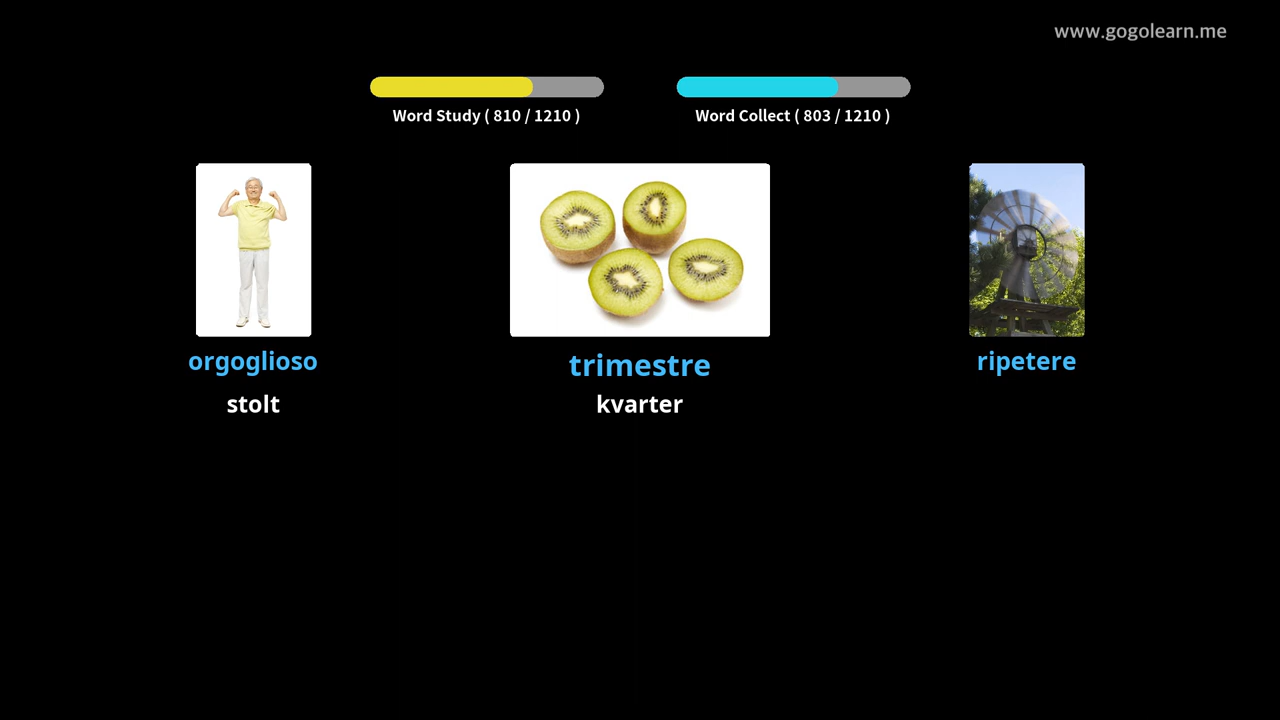 www.gogolearn.me
Word Study ( 810 / 1210 )
Word Collect ( 803 / 1210 )
orgoglioso
trimestre
ripetere
stolt
kvarter